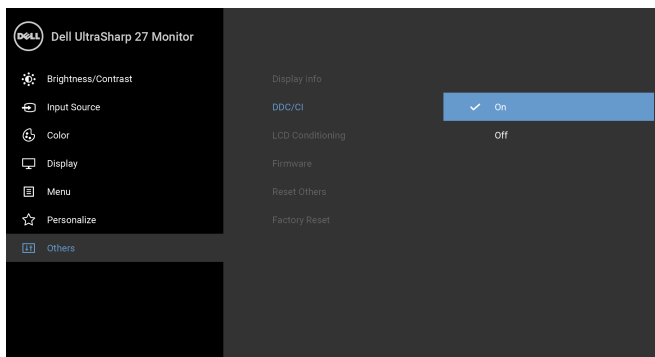 DELL Dell UltraSharp 27 Monitor
Brightness/Contrast
Input Source
Color
Display
Menu
Personalize
Others
Display Info
DDC/CI
LCD Conditioning
Firmware
Reset Others
Factory Reset
On
Off